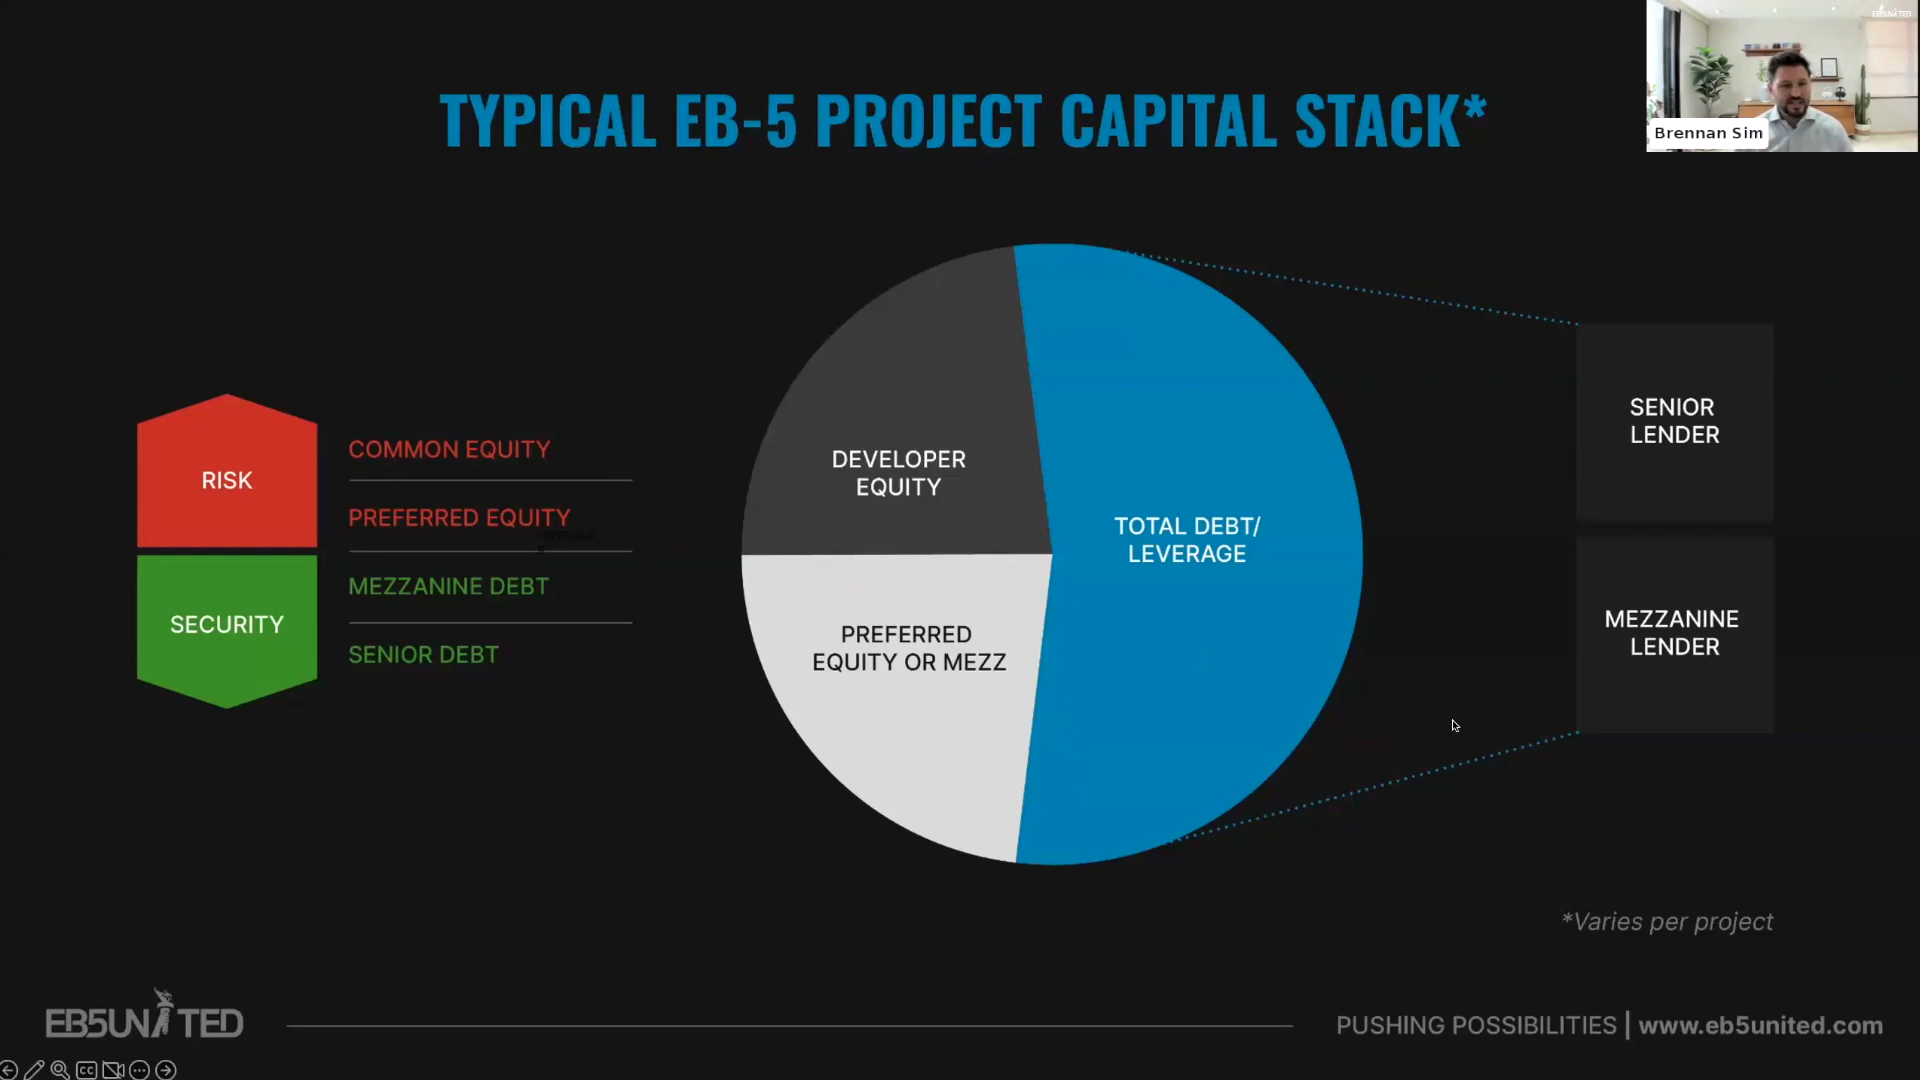 TYPICAL EB-5 PROJECT CAPITAL STACK*
EB5UNITED
Brennan Sim
RISK
SECURITY
COMMON EQUITY
PREFERRED EQUITY
MEZZANINE DEBT
SENIOR DEBT
DEVELOPER
EQUITY
PREFERRED
EQUITY OR MEZZ
TOTAL DEBT/
LEVERAGE
SENIOR
LENDER
MEZZANINE
LENDER
*Varies per project
EB5UNITED
PUSHING POSSIBILITIES | www.eb5united.com
CC